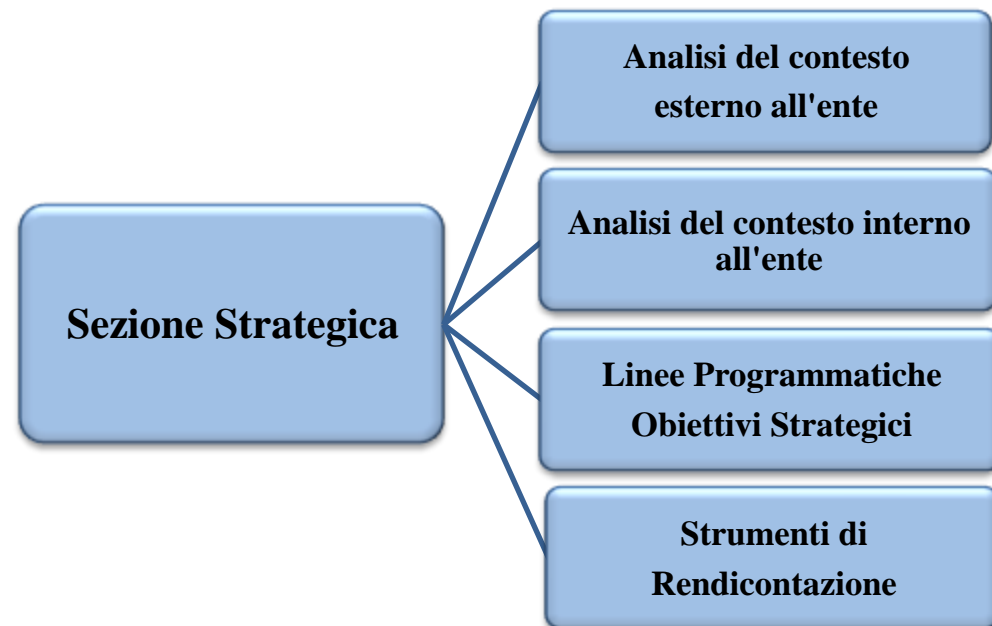 Sezione Strategica
Analisi del contesto
esterno all'ente
Analisi del contesto interno
all'ente
Linee Programmatiche
Obiettivi Strategici
Strumenti di
Rendicontazione